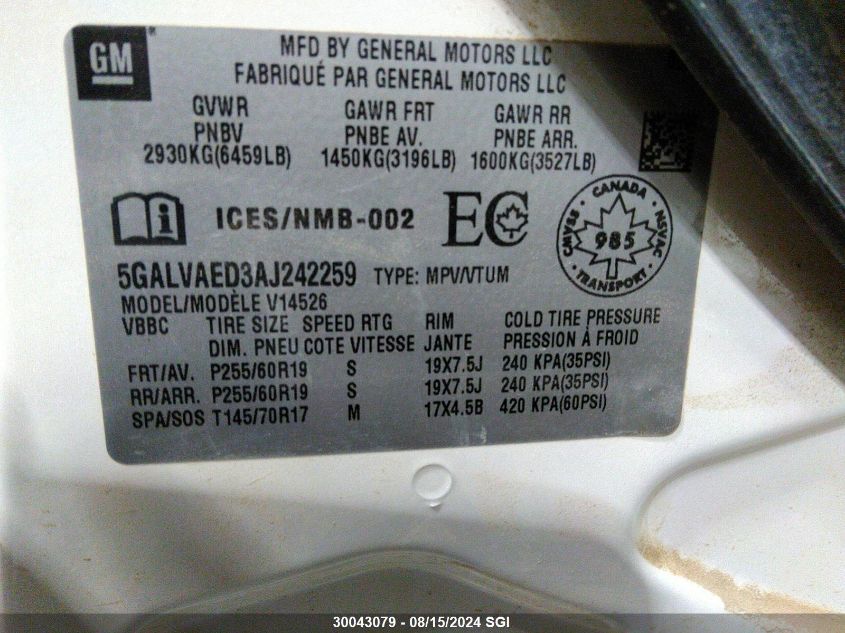 GM
MFD BY GENERAL MOTORS LLC
FABRIQUÉ PAR GENERAL MOTORS LLC
GVWR GAWR FRT GAWR RR
PNBV PNBE AV. PNBE ARR.
2930KG(6459LB) 1450KG(3196LB) 1600KG(3527LB)
ICES/NMB-002 EC
CANADA
CMVSS 985 NSVAC
TRANSPORT
5GALVAED3AJ242259 TYPE: MPV/VTUM
MODEL/MODÈLE V14526
VBBC TIRE SIZE SPEED RTG RIM COLD TIRE PRESSURE
DIM. PNEU COTE VITESSE JANTE PRESSION À FROID
FRT/AV. P255/60R19 S 19X7.5J 240 KPA(35PSI)
RR/ARR. P255/60R19 S 19X7.5J 240 KPA(35PSI)
SPA/SOS T145/70R17 M 17X4.5B 420 KPA(60PSI)
30043079 - 08/15/2024 SGI